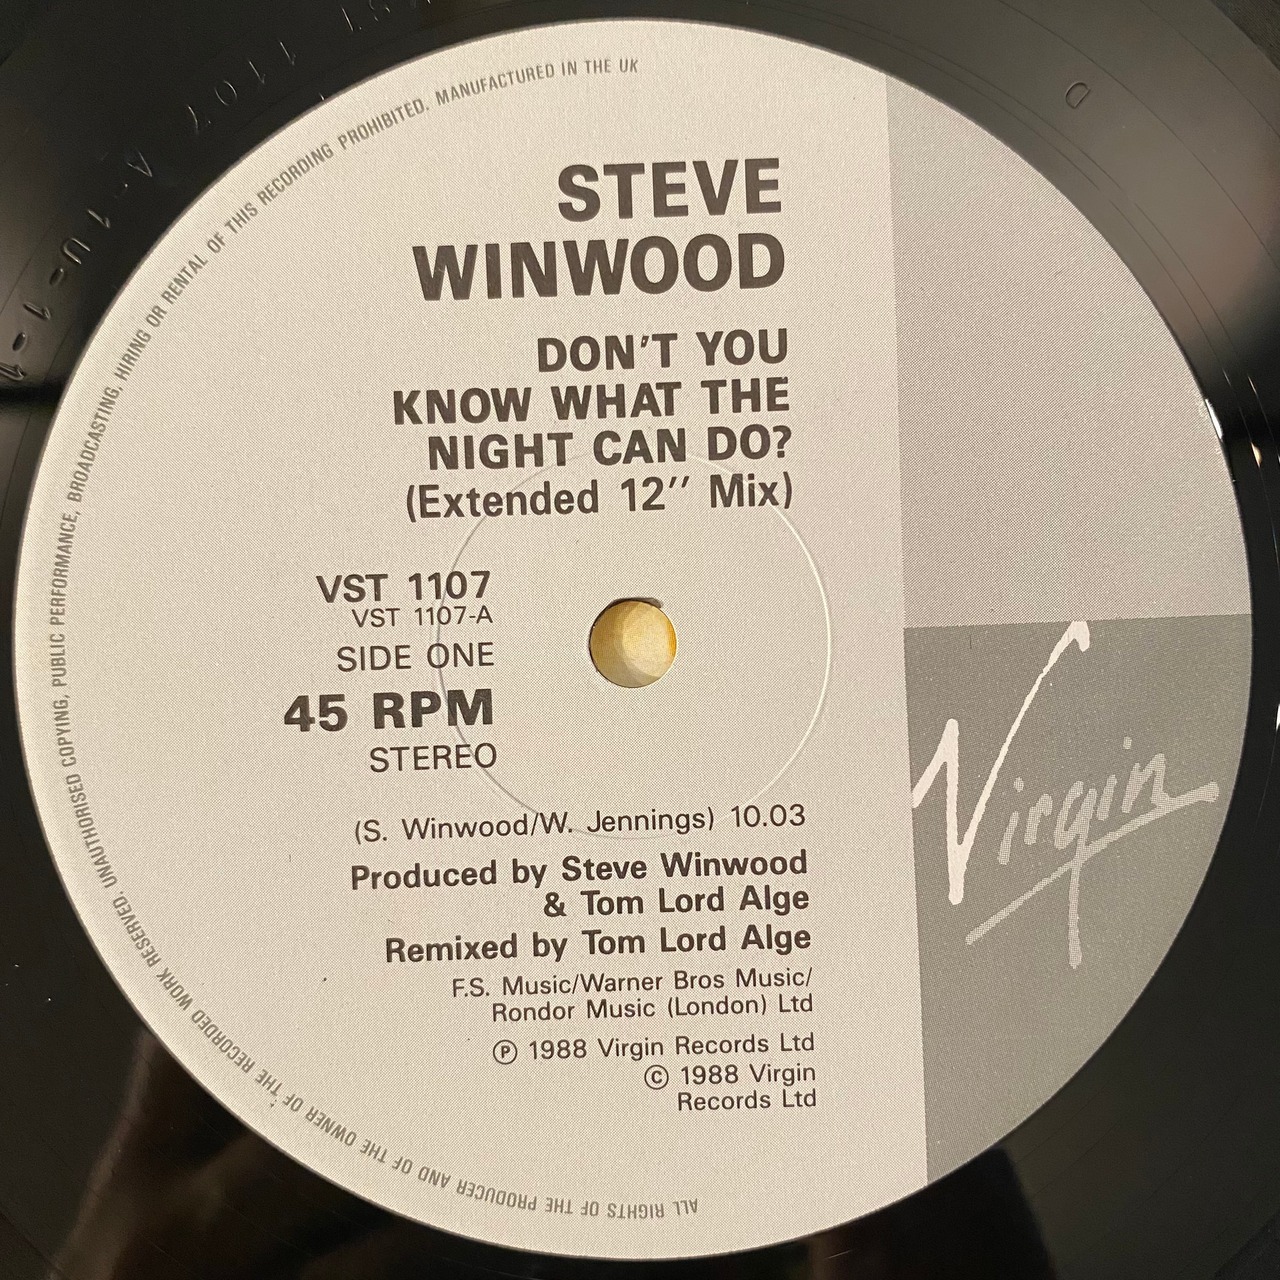 STEVE
WINWOOD
DON'T YOU
KNOW WHAT THE
NIGHT CAN DO?
(Extended 12″ Mix)
VST 1107
VST 1107-A
SIDE ONE
45 RPM
STEREO
(S. Winwood/W. Jennings) 10.03
Produced by Steve Winwood
& Tom Lord Alge
Remixed by Tom Lord Alge
F.S. Music/Warner Bros Music/
Rondor Music (London) Ltd
Ⓟ 1988 Virgin Records Ltd
© 1988 Virgin
Records Ltd
Virgin
ALL RIGHTS OF THE PRODUCER AND OF THE OWNER OF THE RECORDED WORK RESERVED. UNAUTHORISED COPYING, PUBLIC PERFORMANCE, BROADCASTING, HIRING OR RENTAL OF THIS RECORDING PROHIBITED. MANUFACTURED IN THE UK
D